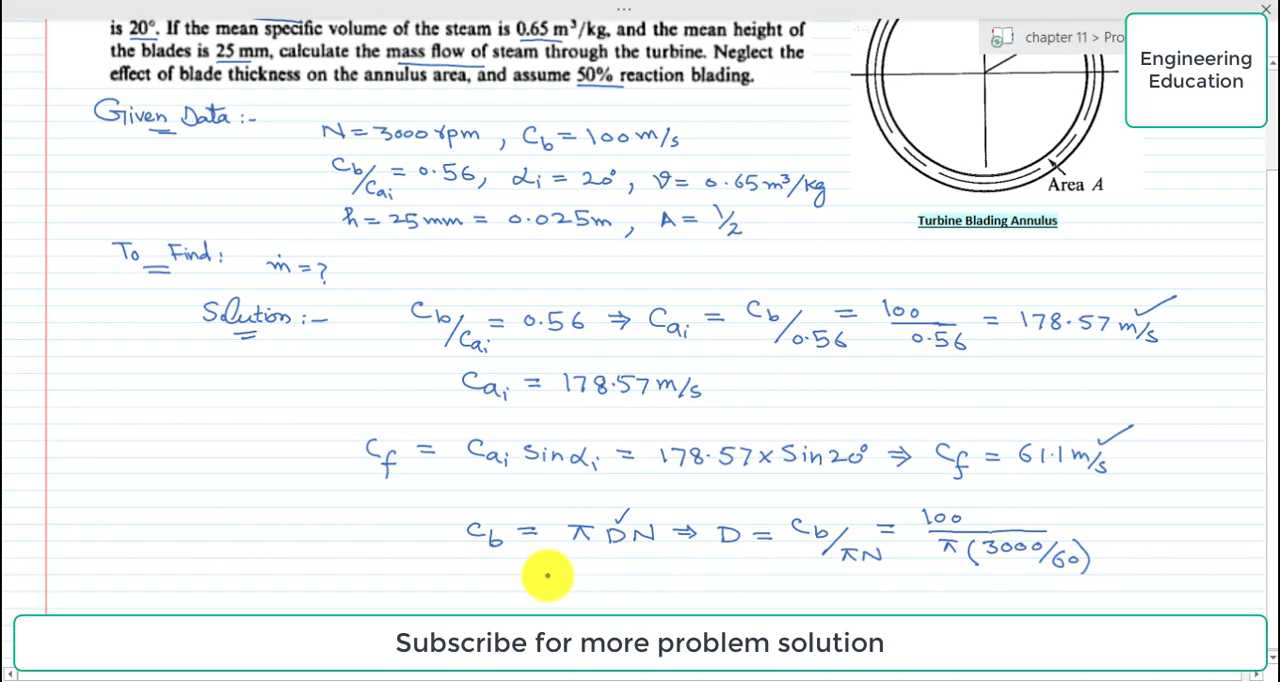 is 20°. If the mean specific volume of the steam is 0.65 m³/kg, and the mean height of
the blades is 25 mm, calculate the mass flow of steam through the turbine. Neglect the
effect of blade thickness on the annulus area, and assume 50% reaction blading.
chapter 11 > Pro
Engineering
Education
Area A
Turbine Blading Annulus
Given Data :-
N = 3000 rpm , Cb = 100 m/s
Cb/Cai = 0.56, αi = 20°, v = 0.65 m³/kg
h = 25 mm = 0.025 m , Λ = 1/2
To Find: ṁ = ?
Solution :- Cb/Cai = 0.56 ⇒ Cai = Cb/0.56 = 100/0.56 = 178.57 m/s ✓
Cai = 178.57 m/s
Cf = Cai Sin αi = 178.57 × Sin 20° ⇒ Cf = 61.1 m/s ✓
Cb = π D N ⇒ D = Cb/πN = 100/π(3000/60)
Subscribe for more problem solution